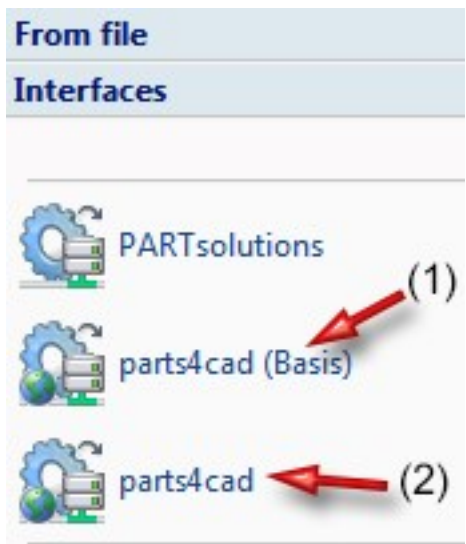 From file
Interfaces
PARTsolutions
(1)
parts4cad (Basis)
parts4cad (2)